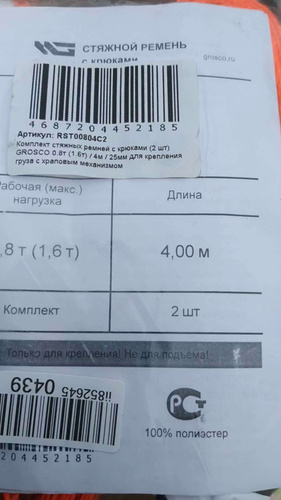 СТЯЖНОЙ РЕМЕНЬ
с крюками
grosco.ru
4687204452185
Артикул: RST00804C2
Комплект стяжных ремней с крюками (2 шт)
GROSCO 0.8т (1.6т) / 4м / 25мм для крепления
груза с храповым механизмом
Рабочая (макс.)
нагрузка
Длина
,8 т (1,6 т)
4,00 м
Комплект
2 шт
Только для крепления! Не для подъема!
ii852645 0439
РСТ
100% полиэстер
204452185